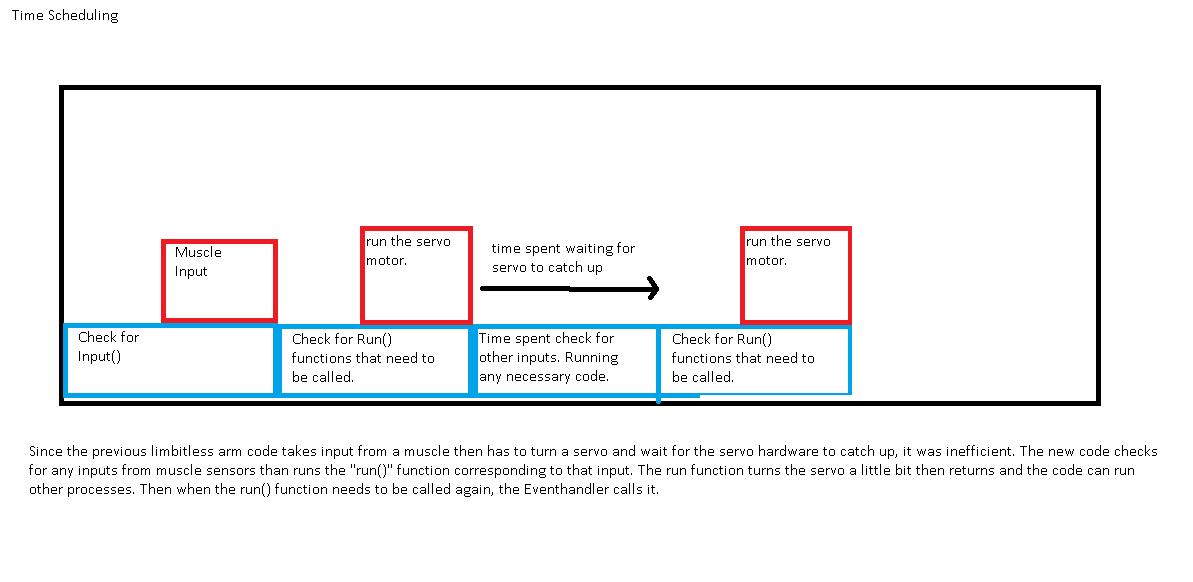 Time Scheduling
Muscle
Input
run the servo
motor.
time spent waiting for
servo to catch up
run the servo
motor.
Check for
Input()
Check for Run()
functions that need to
be called.
Time spent check for
other inputs. Running
any necessary code.
Check for Run()
functions that need to
be called.
Since the previous limbitless arm code takes input from a muscle then has to turn a servo and wait for the servo hardware to catch up, it was inefficient. The new code checks
for any inputs from muscle sensors than runs the "run()" function corresponding to that input. The run function turns the servo a little bit then returns and the code can run
other processes. Then when the run() function needs to be called again, the Eventhandler calls it.